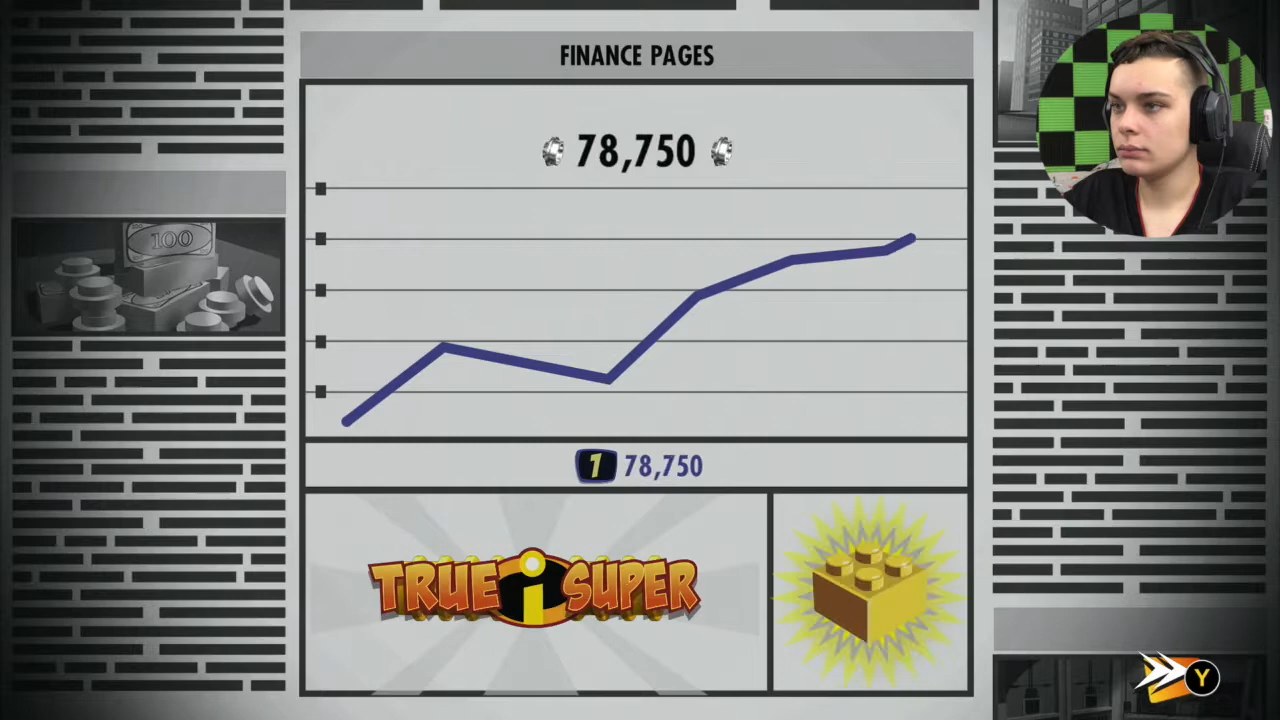 FINANCE PAGES
78,750
100
1 78,750
TRUE i SUPER
Y